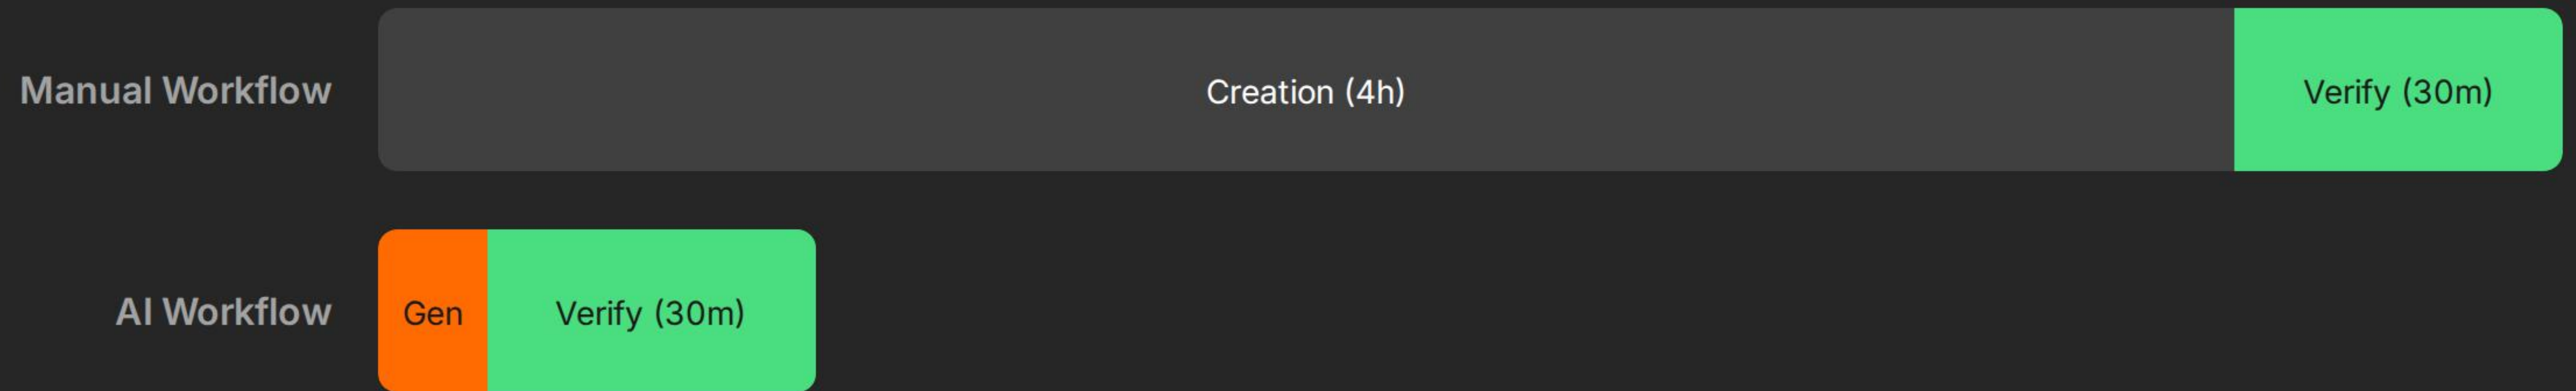 Manual Workflow
Creation (4h)
Verify (30m)
AI Workflow
Gen
Verify (30m)